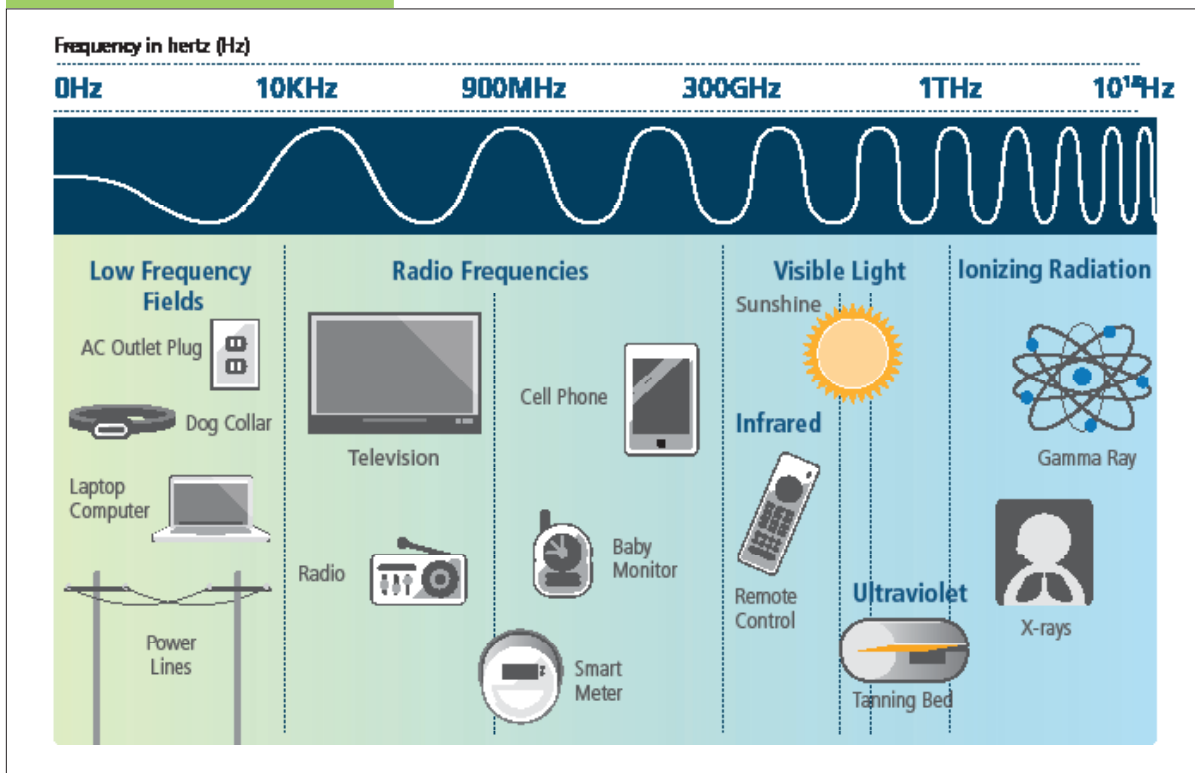 Frequency in hertz (Hz)
0Hz 10KHz 900MHz 300GHz 1THz
Low Frequency
Fields
AC Outlet Plug
Dog Collar
Laptop
Computer
Power
Lines
Radio Frequencies
Television
Cell Phone
Radio
Baby
Monitor
Smart
Meter
Visible Light
Sunshine
Infrared
Remote
Control
Ultraviolet
Tanning Bed
Ionizing Radiation
Gamma Ray
X-rays